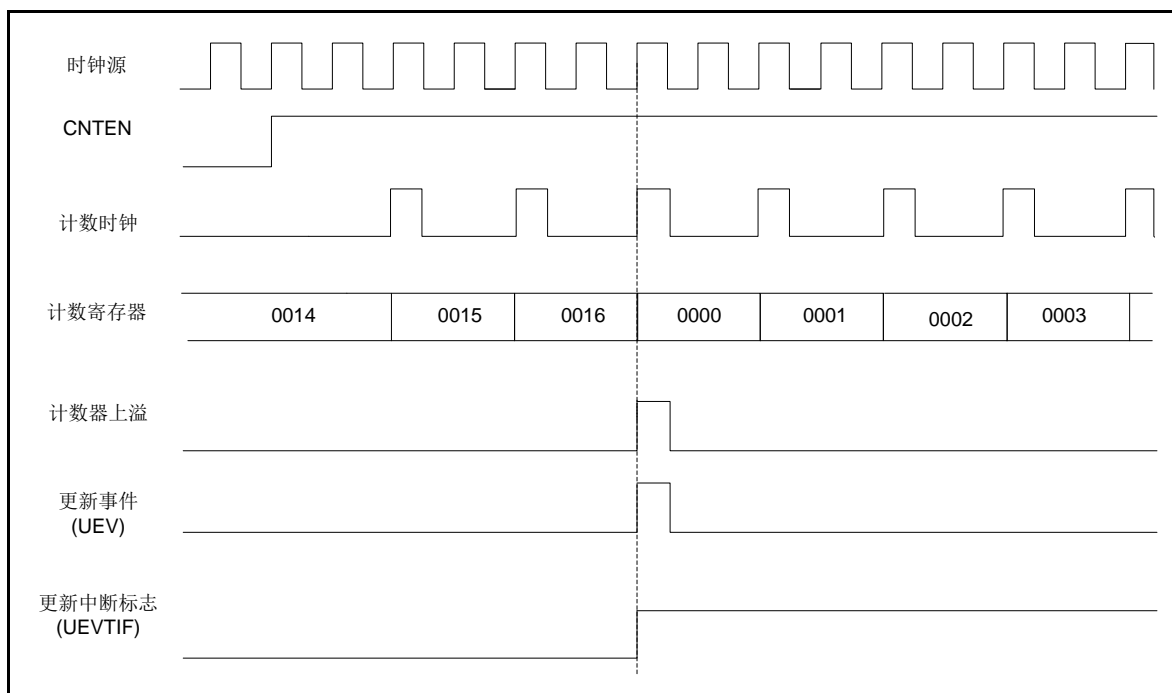 时钟源
CNTEN
计数时钟
计数寄存器
0014
0015
0016
0000
0001
0002
0003
计数器上溢
更新事件
(UEV)
更新中断标志
(UEVTIF)